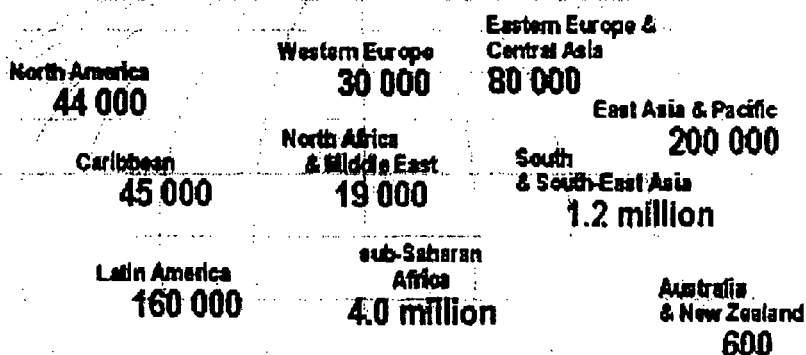 Eastern Europe &
Central Asia
80 000
Western Europe
30 000
North America
44 000
East Asia & Pacific
200 000
North Africa
& Middle East
19 000
Caribbean
45 000
South
& South-East Asia
1.2 million
sub-Saharan
Africa
4.0 million
Latin America
160 000
Australia
& New Zealand
600